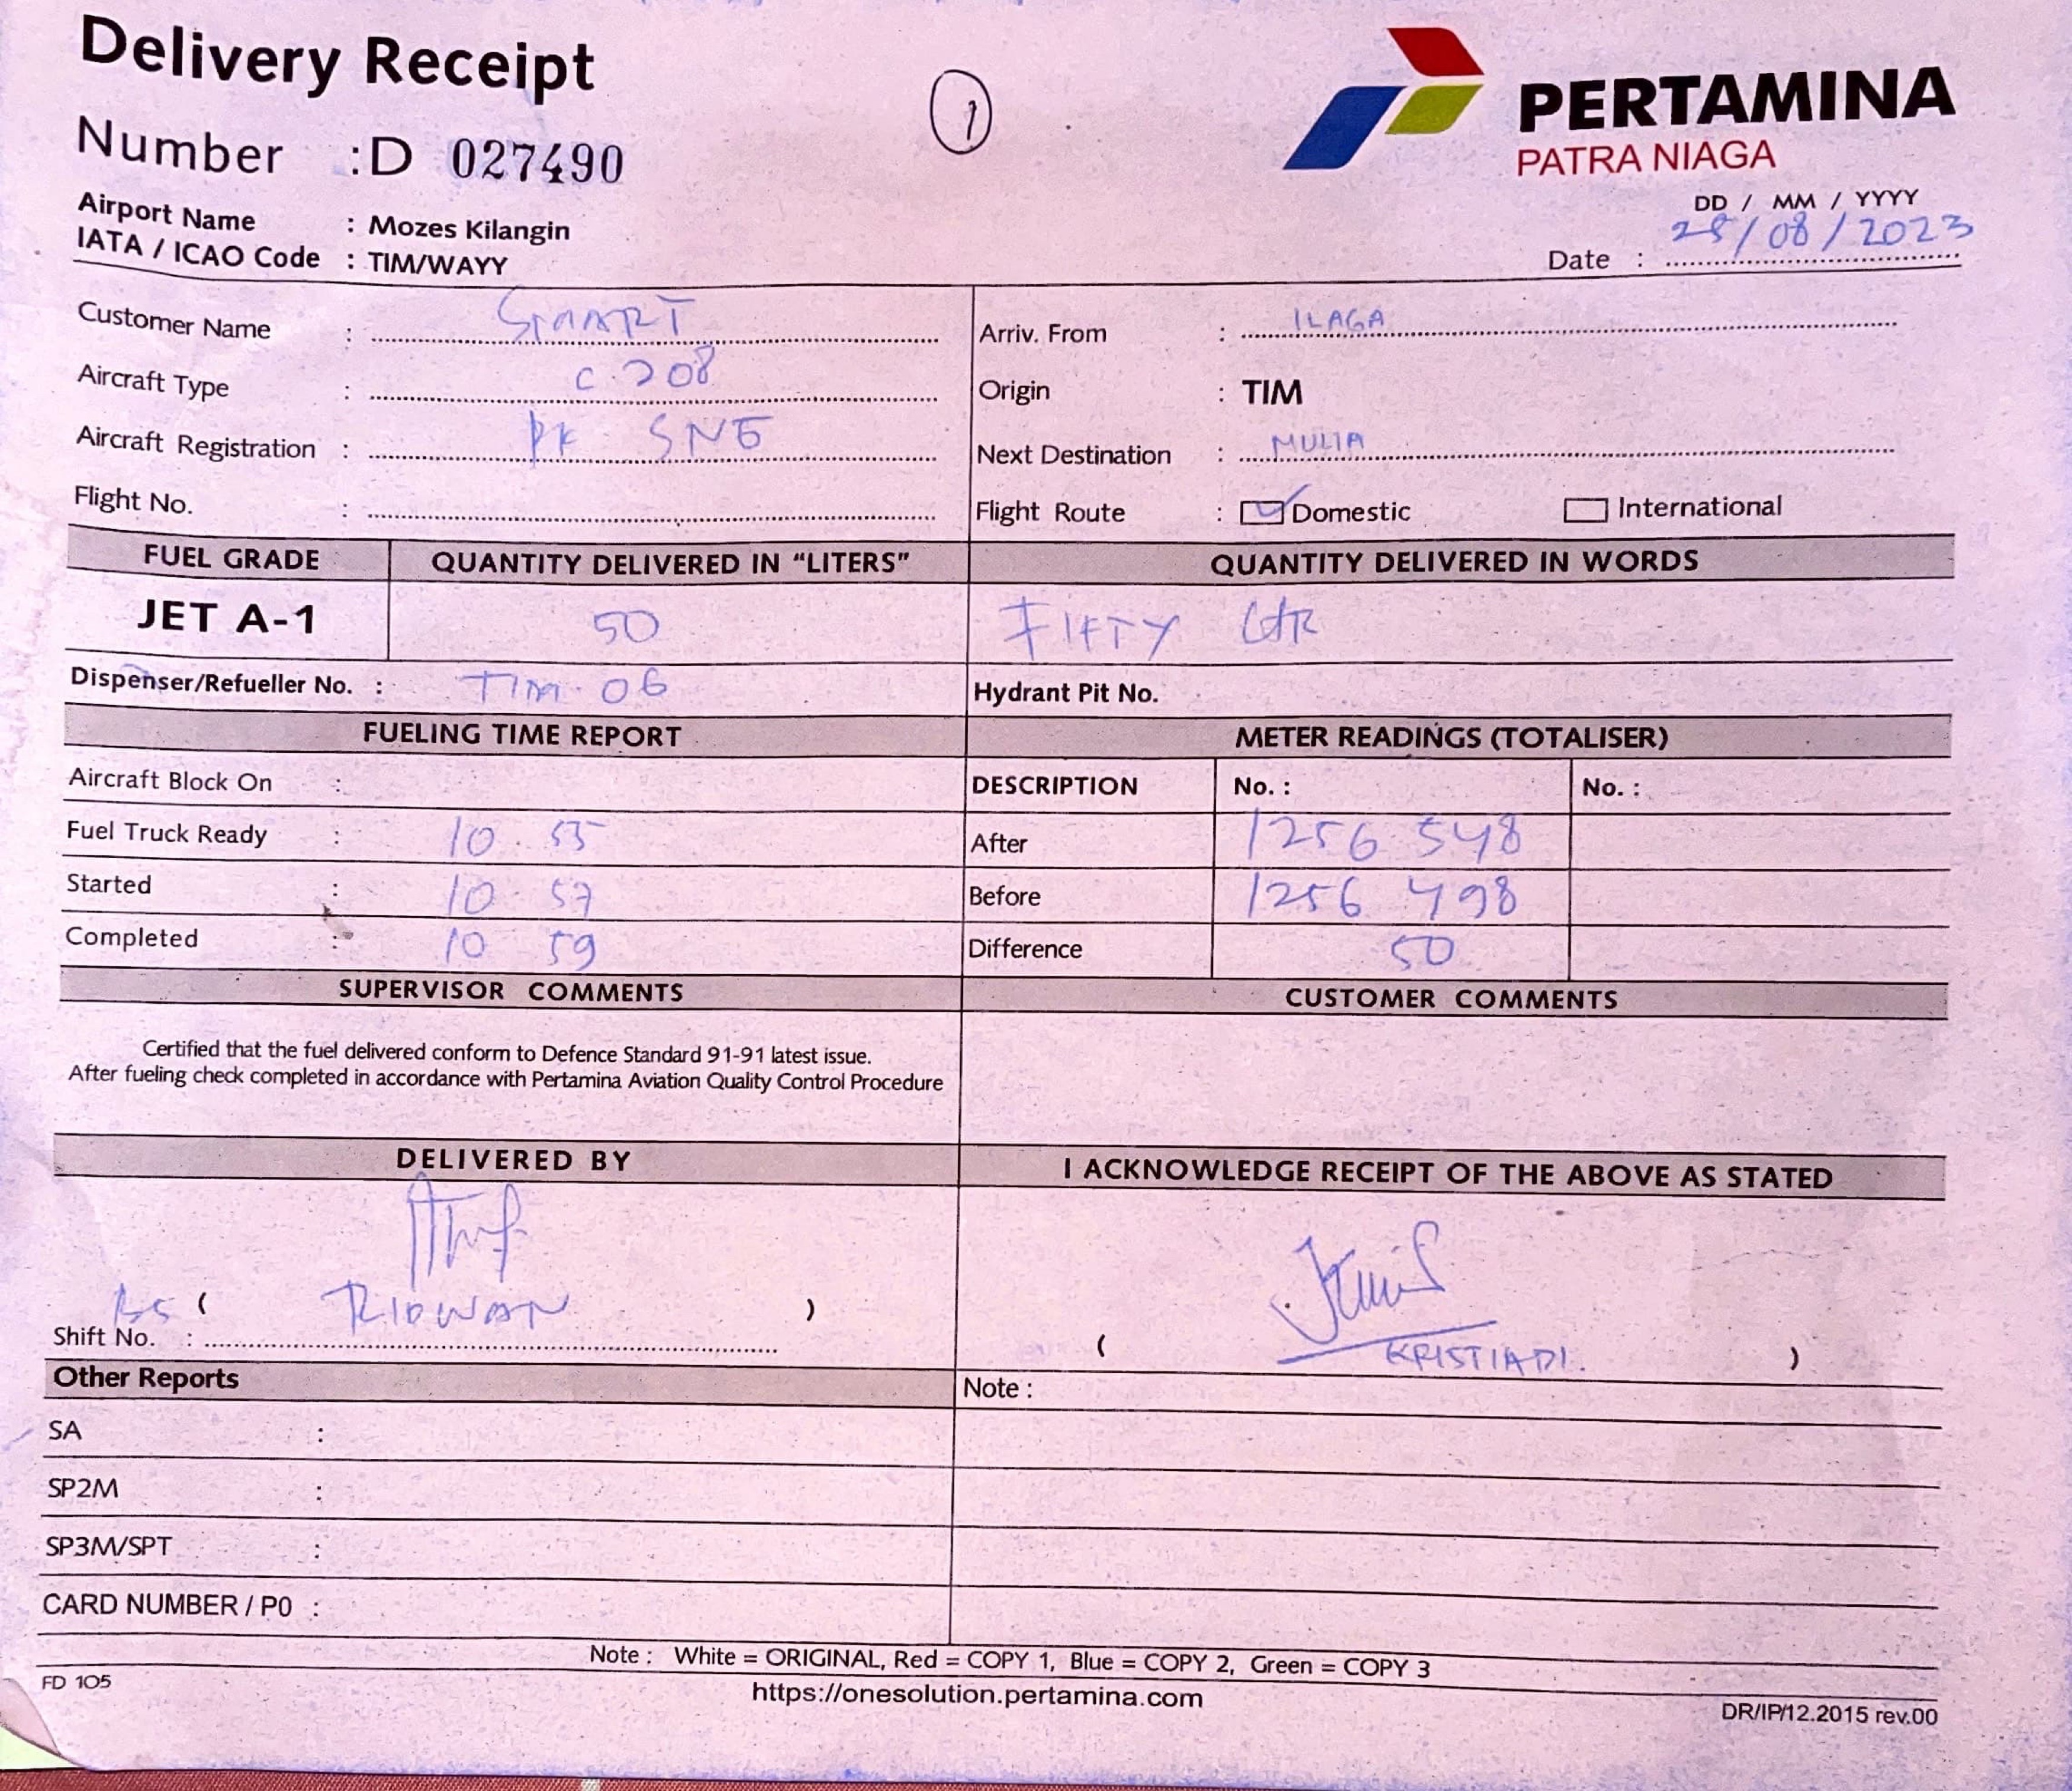 Delivery Receipt
Number : D 027490
1
PERTAMINA
PATRA NIAGA
Airport Name : Mozes Kilangin
IATA / ICAO Code : TIM/WAYY
DD / MM / YYYY
Date : /08/2023
Customer Name : SMART
Aircraft Type : C.208
Aircraft Registration : PK SNE
Flight No. :
Arriv. From : ILAGA
Origin : TIM
Next Destination : MULIA
Flight Route : Domestic International
FUEL GRADE QUANTITY DELIVERED IN “LITERS” QUANTITY DELIVERED IN WORDS
JET A-1 50 FIFTY LTR
Dispenser/Refueller No. : TIM. 06 Hydrant Pit No.
FUELING TIME REPORT METER READINGS (TOTALISER)
Aircraft Block On : DESCRIPTION No. : No. :
Fuel Truck Ready : 10.55 After 1256 548
Started : 10.57 Before 1256 498
Completed : 10 59 Difference 50
SUPERVISOR COMMENTS CUSTOMER COMMENTS
Certified that the fuel delivered conform to Defence Standard 91-91 latest issue.
After fueling check completed in accordance with Pertamina Aviation Quality Control Procedure
DELIVERED BY I ACKNOWLEDGE RECEIPT OF THE ABOVE AS STATED
( RIDWAN )
Shift No. :
( KRISTIADI. )
Other Reports Note :
SA :
SP2M :
SP3M/SPT :
CARD NUMBER / P0 :
Note : White = ORIGINAL, Red = COPY 1, Blue = COPY 2, Green = COPY 3
FD 105
https://onesolution.pertamina.com
DR/IP/12.2015 rev.00